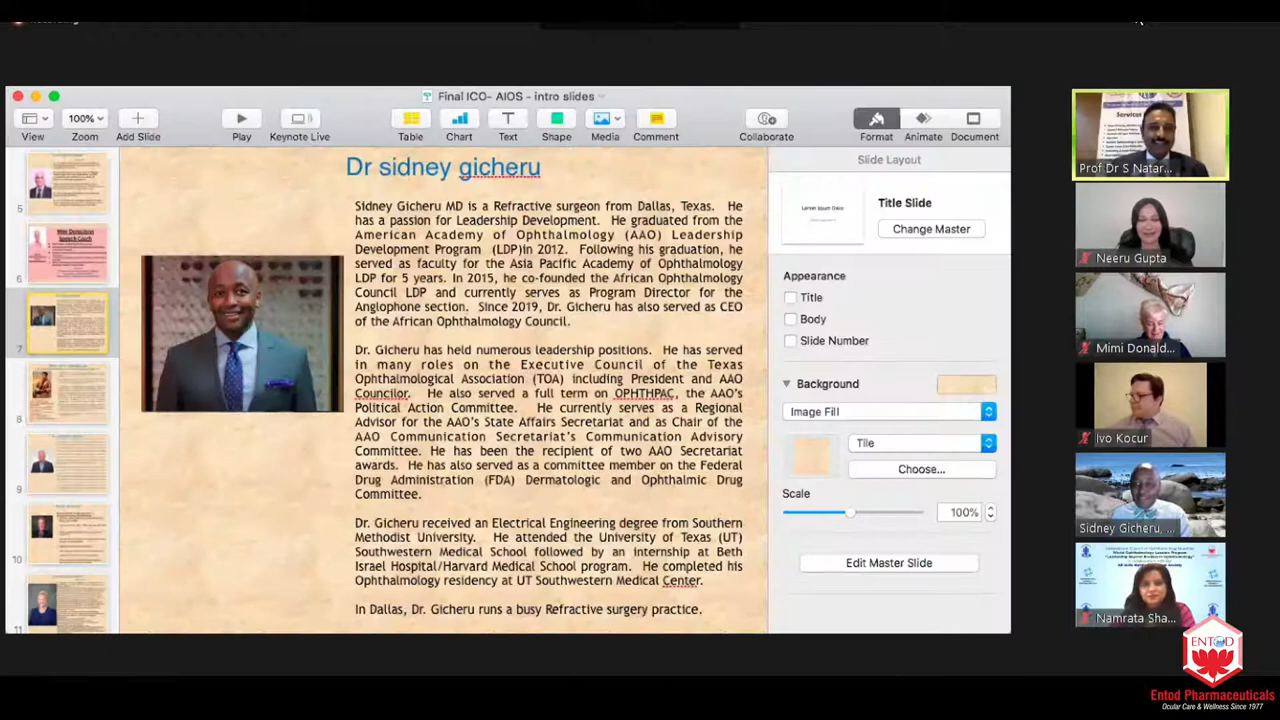 Final ICO- AIOS - intro slides
View
100%
Zoom
Add Slide
Play
Keynote Live
Table
Chart
Text
Shape
Media
Comment
Collaborate
Format
Animate
Document
5
6
7
8
9
10
11
Dr sidney gicheru
Sidney Gicheru MD is a Refractive surgeon from Dallas, Texas. He
has a passion for Leadership Development. He graduated from the
American Academy of Ophthalmology (AAO) Leadership
Development Program (LDP)in 2012. Following his graduation, he
served as faculty for the Asia Pacific Academy of Ophthalmology
LDP for 5 years. In 2015, he co-founded the African Ophthalmology
Council LDP and currently serves as Program Director for the
Anglophone section. Since 2019, Dr. Gicheru has also served as CEO
of the African Ophthalmology Council.
Dr. Gicheru has held numerous leadership positions. He has served
in many roles on the Executive Council of the Texas
Ophthalmological Association (TOA) including President and AAO
Councilor. He also served a full term on OPHTHPAC, the AAO's
Political Action Committee. He currently serves as a Regional
Advisor for the AAO's State Affairs Secretariat and as Chair of the
AAO Communication Secretariat's Communication Advisory
Committee. He has been the recipient of two AAO Secretariat
awards. He has also served as a committee member on the Federal
Drug Administration (FDA) Dermatologic and Ophthalmic Drug
Committee.
Dr. Gicheru received an Electrical Engineering degree from Southern
Methodist University. He attended the University of Texas (UT)
Southwestern Medical School followed by an internship at Beth
Israel Hospital/Harvard Medical School program. He completed his
Ophthalmology residency at UT Southwestern Medical Center.
In Dallas, Dr. Gicheru runs a busy Refractive surgery practice.
Slide Layout
Title Slide
Change Master
Appearance
Title
Body
Slide Number
Background
Image Fill
Tile
Choose...
Scale
100%
Edit Master Slide
Prof Dr S Natar...
Neeru Gupta
Mimi Donald...
Ivo Kocur
Sidney Gicheru, ...
Namrata Sha...
ENTOD
Entod Pharmaceuticals
Ocular Care & Wellness Since 1977